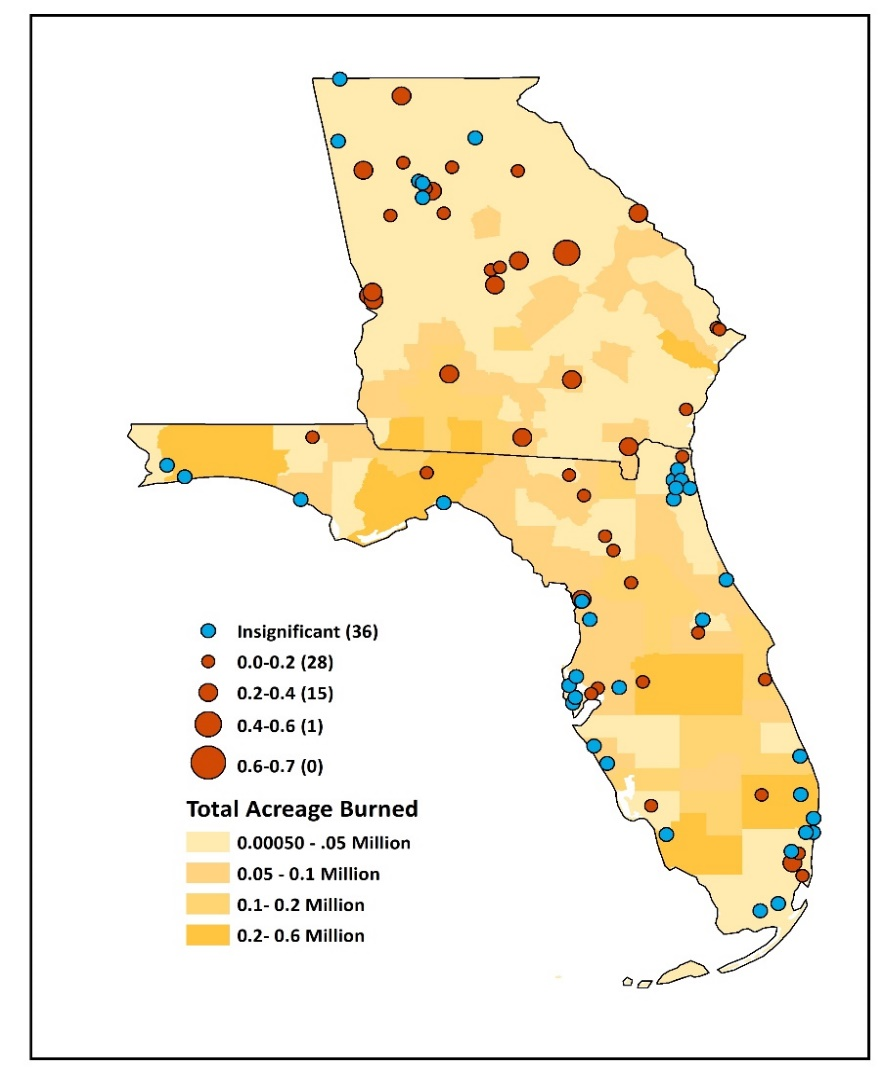 Insignificant (36)
0.0-0.2 (28)
0.2-0.4 (15)
0.4-0.6 (1)
0.6-0.7 (0)
Total Acreage Burned
0.00050 - .05 Million
0.05 - 0.1 Million
0.1- 0.2 Million
0.2- 0.6 Million